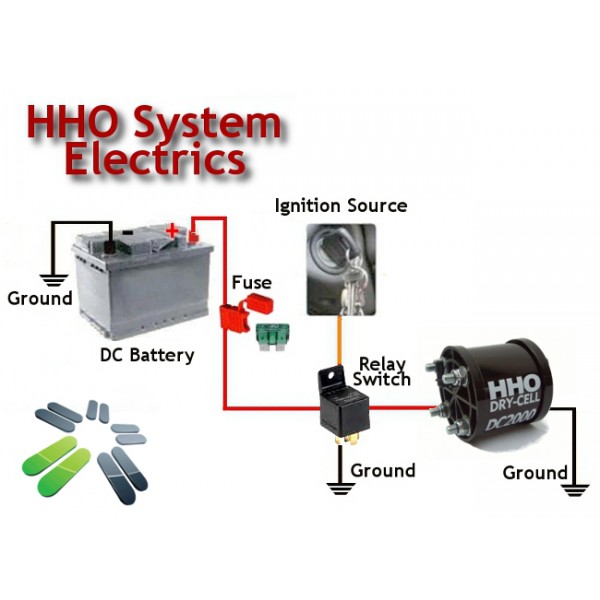 HHO System
Electrics
Ignition Source
+
Fuse
Ground
DC Battery
Relay
Switch
HHO
DRY-CELL
DC2000
Ground
Ground